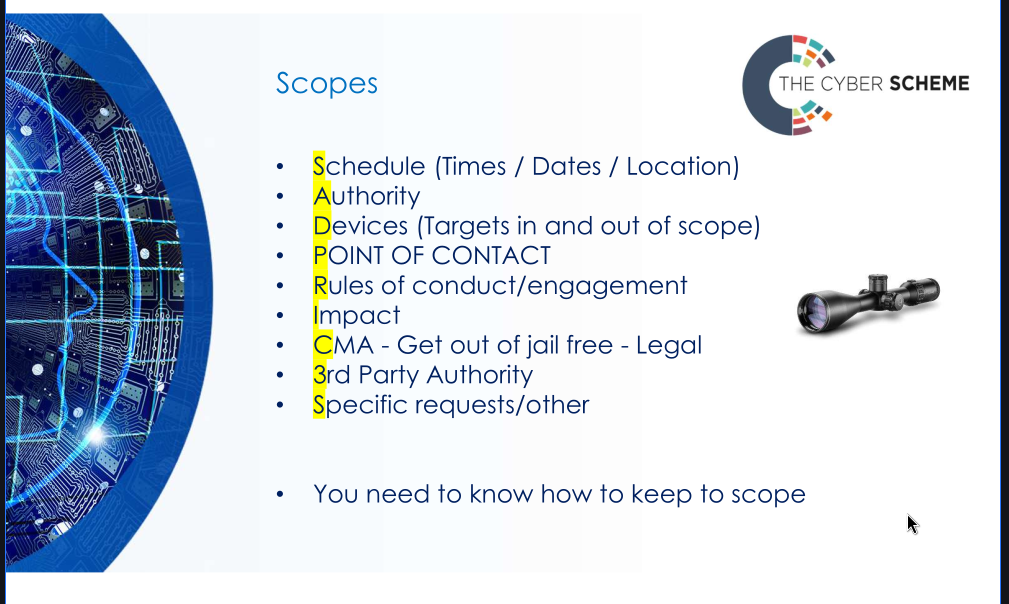 Scopes
THE CYBER SCHEME
• Schedule (Times / Dates / Location)
• Authority
• Devices (Targets in and out of scope)
• POINT OF CONTACT
• Rules of conduct/engagement
• Impact
• CMA - Get out of jail free - Legal
• 3rd Party Authority
• Specific requests/other
• You need to know how to keep to scope